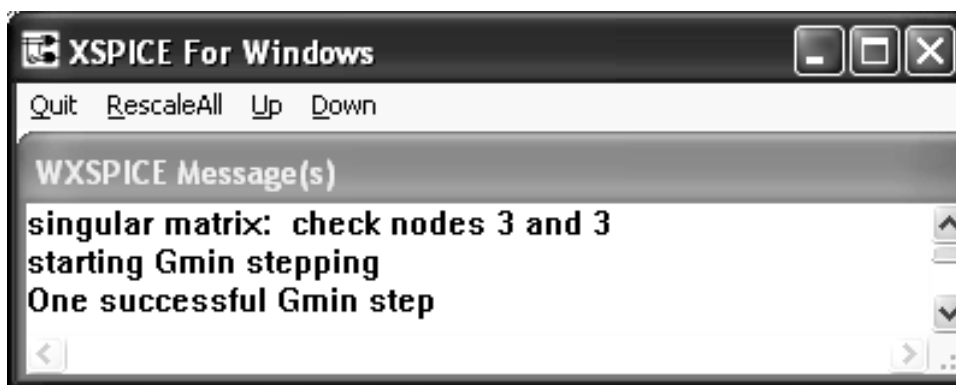 XSPICE For Windows
Quit RescaleAll Up Down
WXSPICE Message(s)
singular matrix: check nodes 3 and 3
starting Gmin stepping
One successful Gmin step